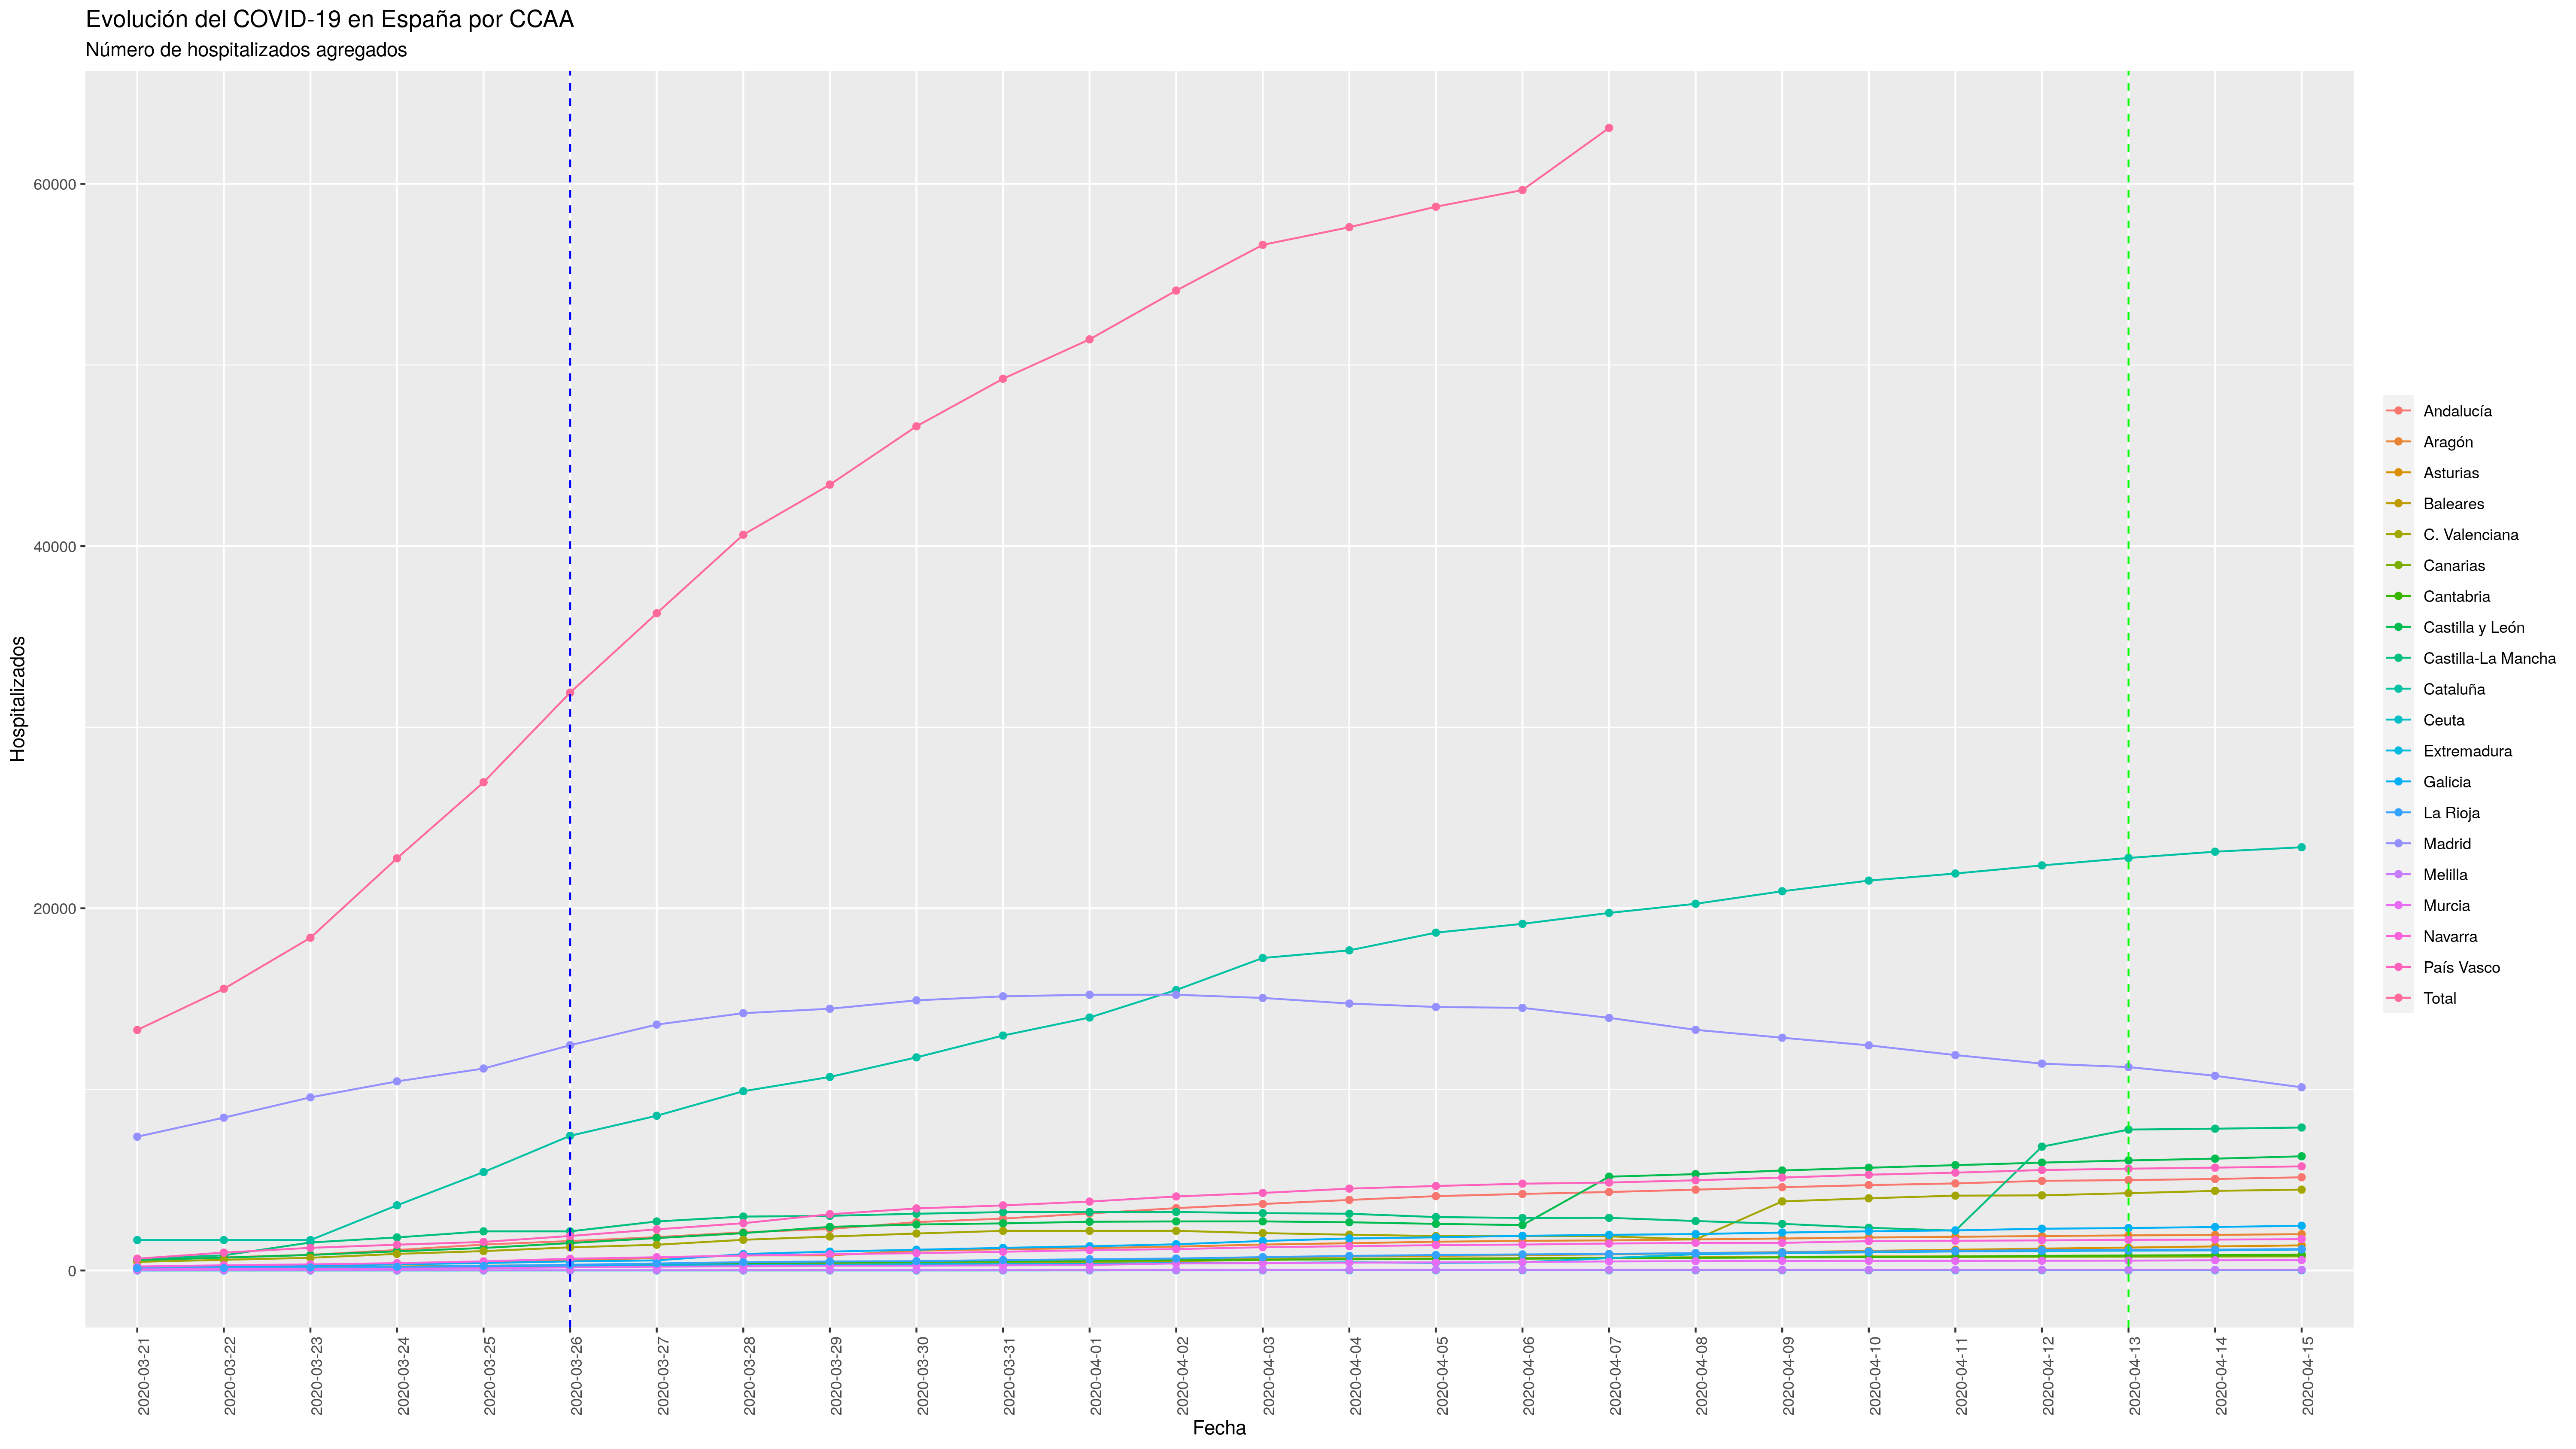 Evolución del COVID-19 en España por CCAA
Número de hospitalizados agregados
Hospitalizados
60000
40000
20000
0
2020-03-21
2020-03-22
2020-03-23
2020-03-24
2020-03-25
2020-03-26
2020-03-27
2020-03-28
2020-03-29
2020-03-30
2020-03-31
2020-04-01
2020-04-02
2020-04-03
2020-04-04
2020-04-05
2020-04-06
2020-04-07
2020-04-08
2020-04-09
2020-04-10
2020-04-11
2020-04-12
2020-04-13
2020-04-14
2020-04-15
Fecha
Andalucía
Aragón
Asturias
Baleares
C. Valenciana
Canarias
Cantabria
Castilla y León
Castilla-La Mancha
Cataluña
Ceuta
Extremadura
Galicia
La Rioja
Madrid
Melilla
Murcia
Navarra
País Vasco
Total